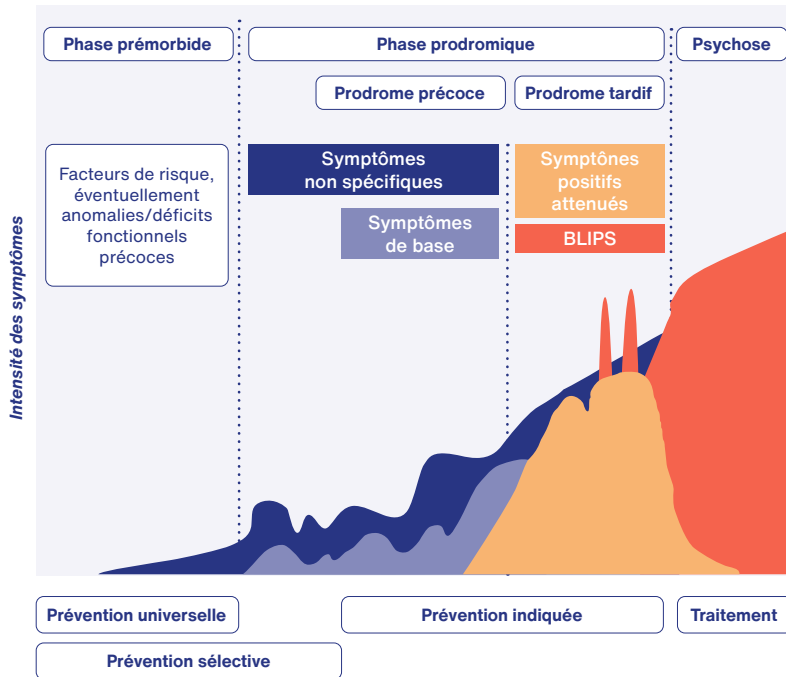 Phase prémorbide
Phase prodromique
Psychose
Prodrome précoce
Prodrome tardif
Facteurs de risque,
éventuellement
anomalies/déficits
fonctionnels
précoces
Symptômes
non spécifiques
Symptômes
de base
Symptônes
positifs
attenués
BLIPS
Intensité des symptômes
Prévention universelle
Prévention indiquée
Traitement
Prévention sélective